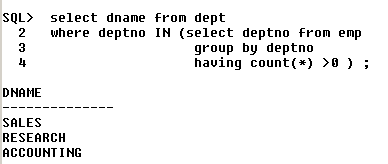 SQL>  select dname from dept
  2   where deptno IN (select deptno from emp
  3                    group by deptno
  4                    having count(*) >0 ) ;
DNAME
--------------
SALES
RESEARCH
ACCOUNTING